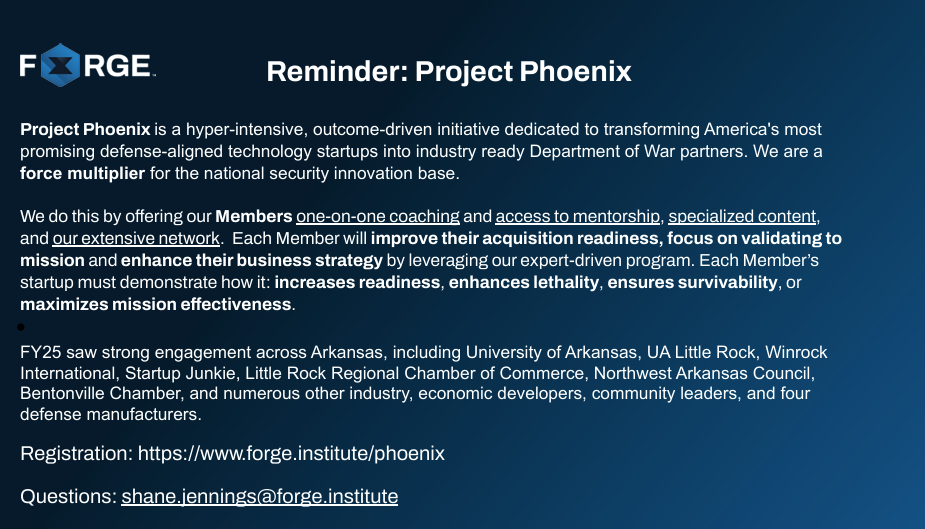 FORGE™
Reminder: Project Phoenix
Project Phoenix is a hyper-intensive, outcome-driven initiative dedicated to transforming America's most
promising defense-aligned technology startups into industry ready Department of War partners. We are a
force multiplier for the national security innovation base.
We do this by offering our Members one-on-one coaching and access to mentorship, specialized content,
and our extensive network.  Each Member will improve their acquisition readiness, focus on validating to
mission and enhance their business strategy by leveraging our expert-driven program. Each Member’s
startup must demonstrate how it: increases readiness, enhances lethality, ensures survivability, or
maximizes mission effectiveness.
FY25 saw strong engagement across Arkansas, including University of Arkansas, UA Little Rock, Winrock
International, Startup Junkie, Little Rock Regional Chamber of Commerce, Northwest Arkansas Council,
Bentonville Chamber, and numerous other industry, economic developers, community leaders, and four
defense manufacturers.
Registration: https://www.forge.institute/phoenix
Questions: shane.jennings@forge.institute